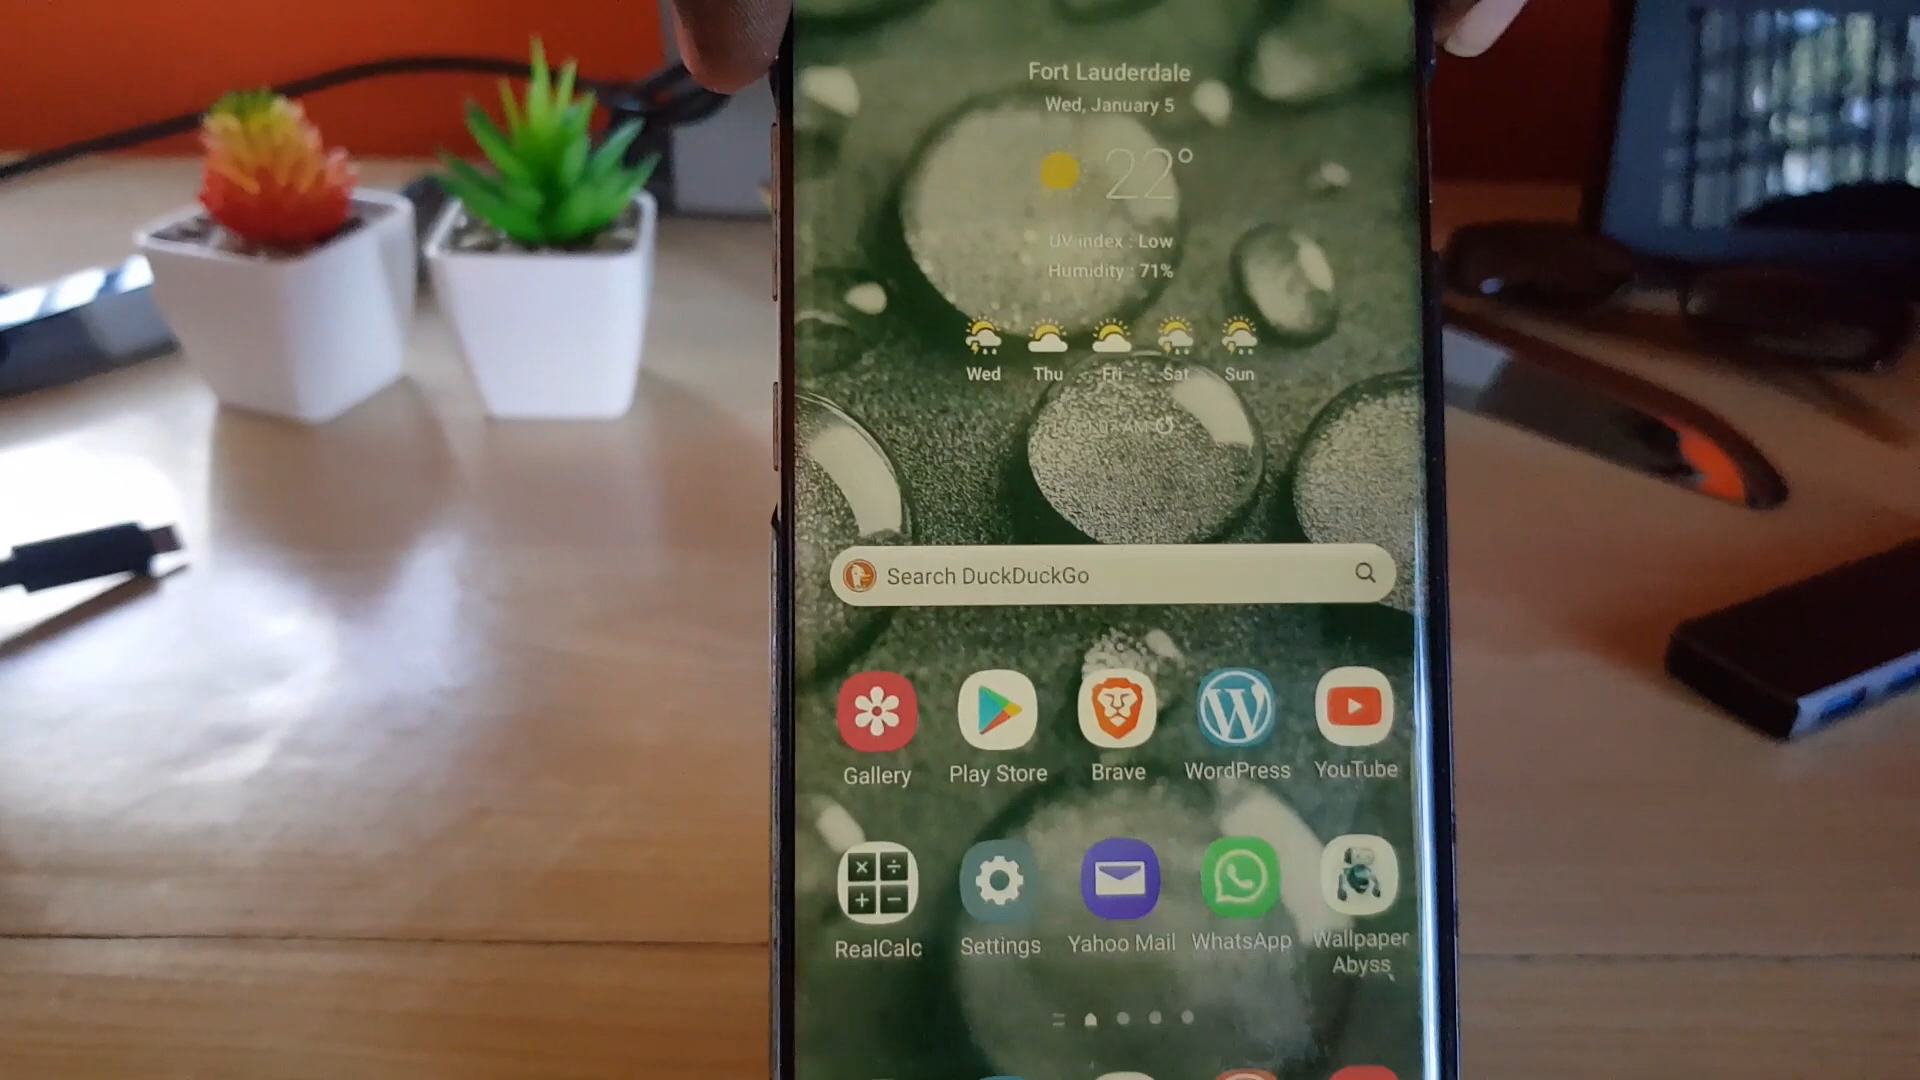 Fort Lauderdale
Wed, January 5
22°
UV index : Low
Humidity : 71%
Wed Thu Fri Sat Sun
Search DuckDuckGo
Gallery Play Store Brave WordPress YouTube
RealCalc Settings Yahoo Mail WhatsApp Wallpaper
Abyss